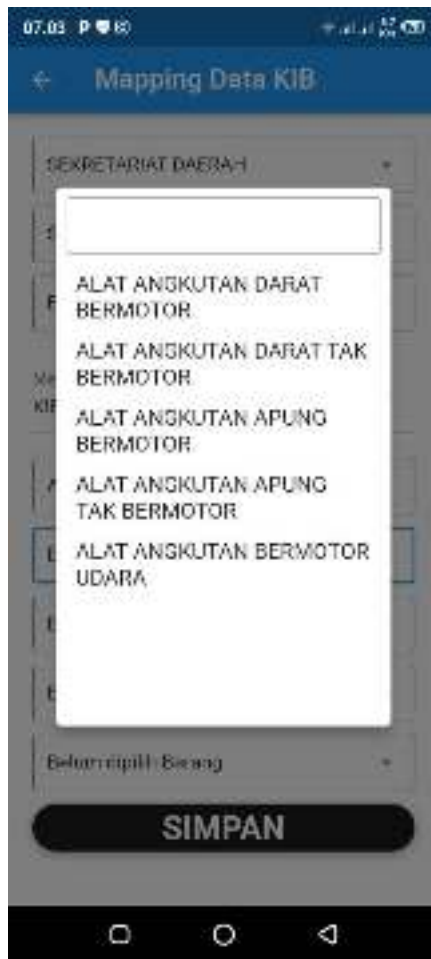 07.03
Mapping Data KIB
SEKRETARIAT DAERAH
ALAT ANGKUTAN DARAT
BERMOTOR
ALAT ANGKUTAN DARAT TAK
BERMOTOR
ALAT ANGKUTAN APUNG
BERMOTOR
ALAT ANGKUTAN APUNG
TAK BERMOTOR
ALAT ANGKUTAN BERMOTOR
UDARA
Belum dipilih Barang
SIMPAN